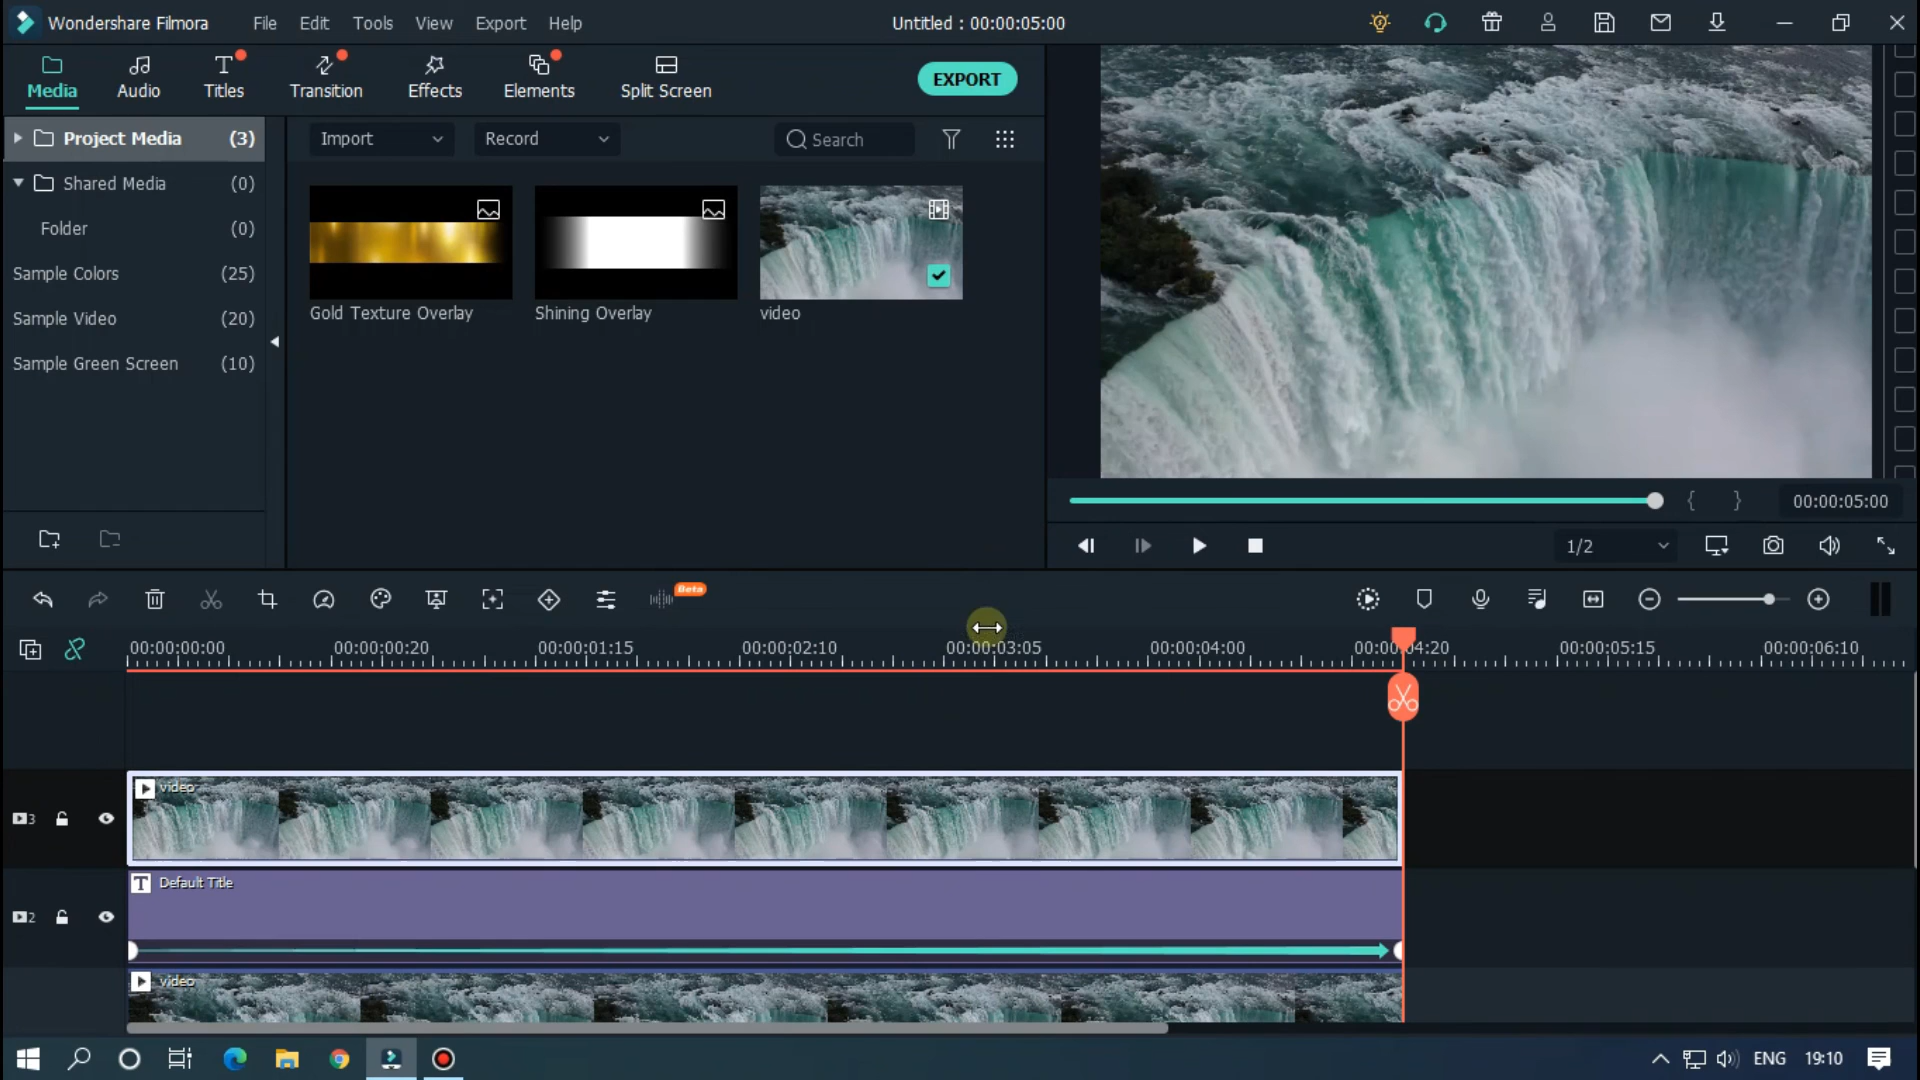 Wondershare Filmora File Edit Tools View Export Help Untitled : 00:00:05:00
Media Audio Titles Transition Effects Elements Split Screen EXPORT
Project Media (3)
Shared Media (0)
Folder (0)
Sample Colors (25)
Sample Video (20)
Sample Green Screen (10)
Import Record Search
Gold Texture Overlay Shining Overlay video
00:00:05:00
1/2
Beta
00:00:00:00 00:00:00:20 00:00:01:15 00:00:02:10 00:00:03:05 00:00:04:00 00:00:04:20 00:00:05:15 00:00:06:10
video
3
T Default Title
2
video
ENG 19:10